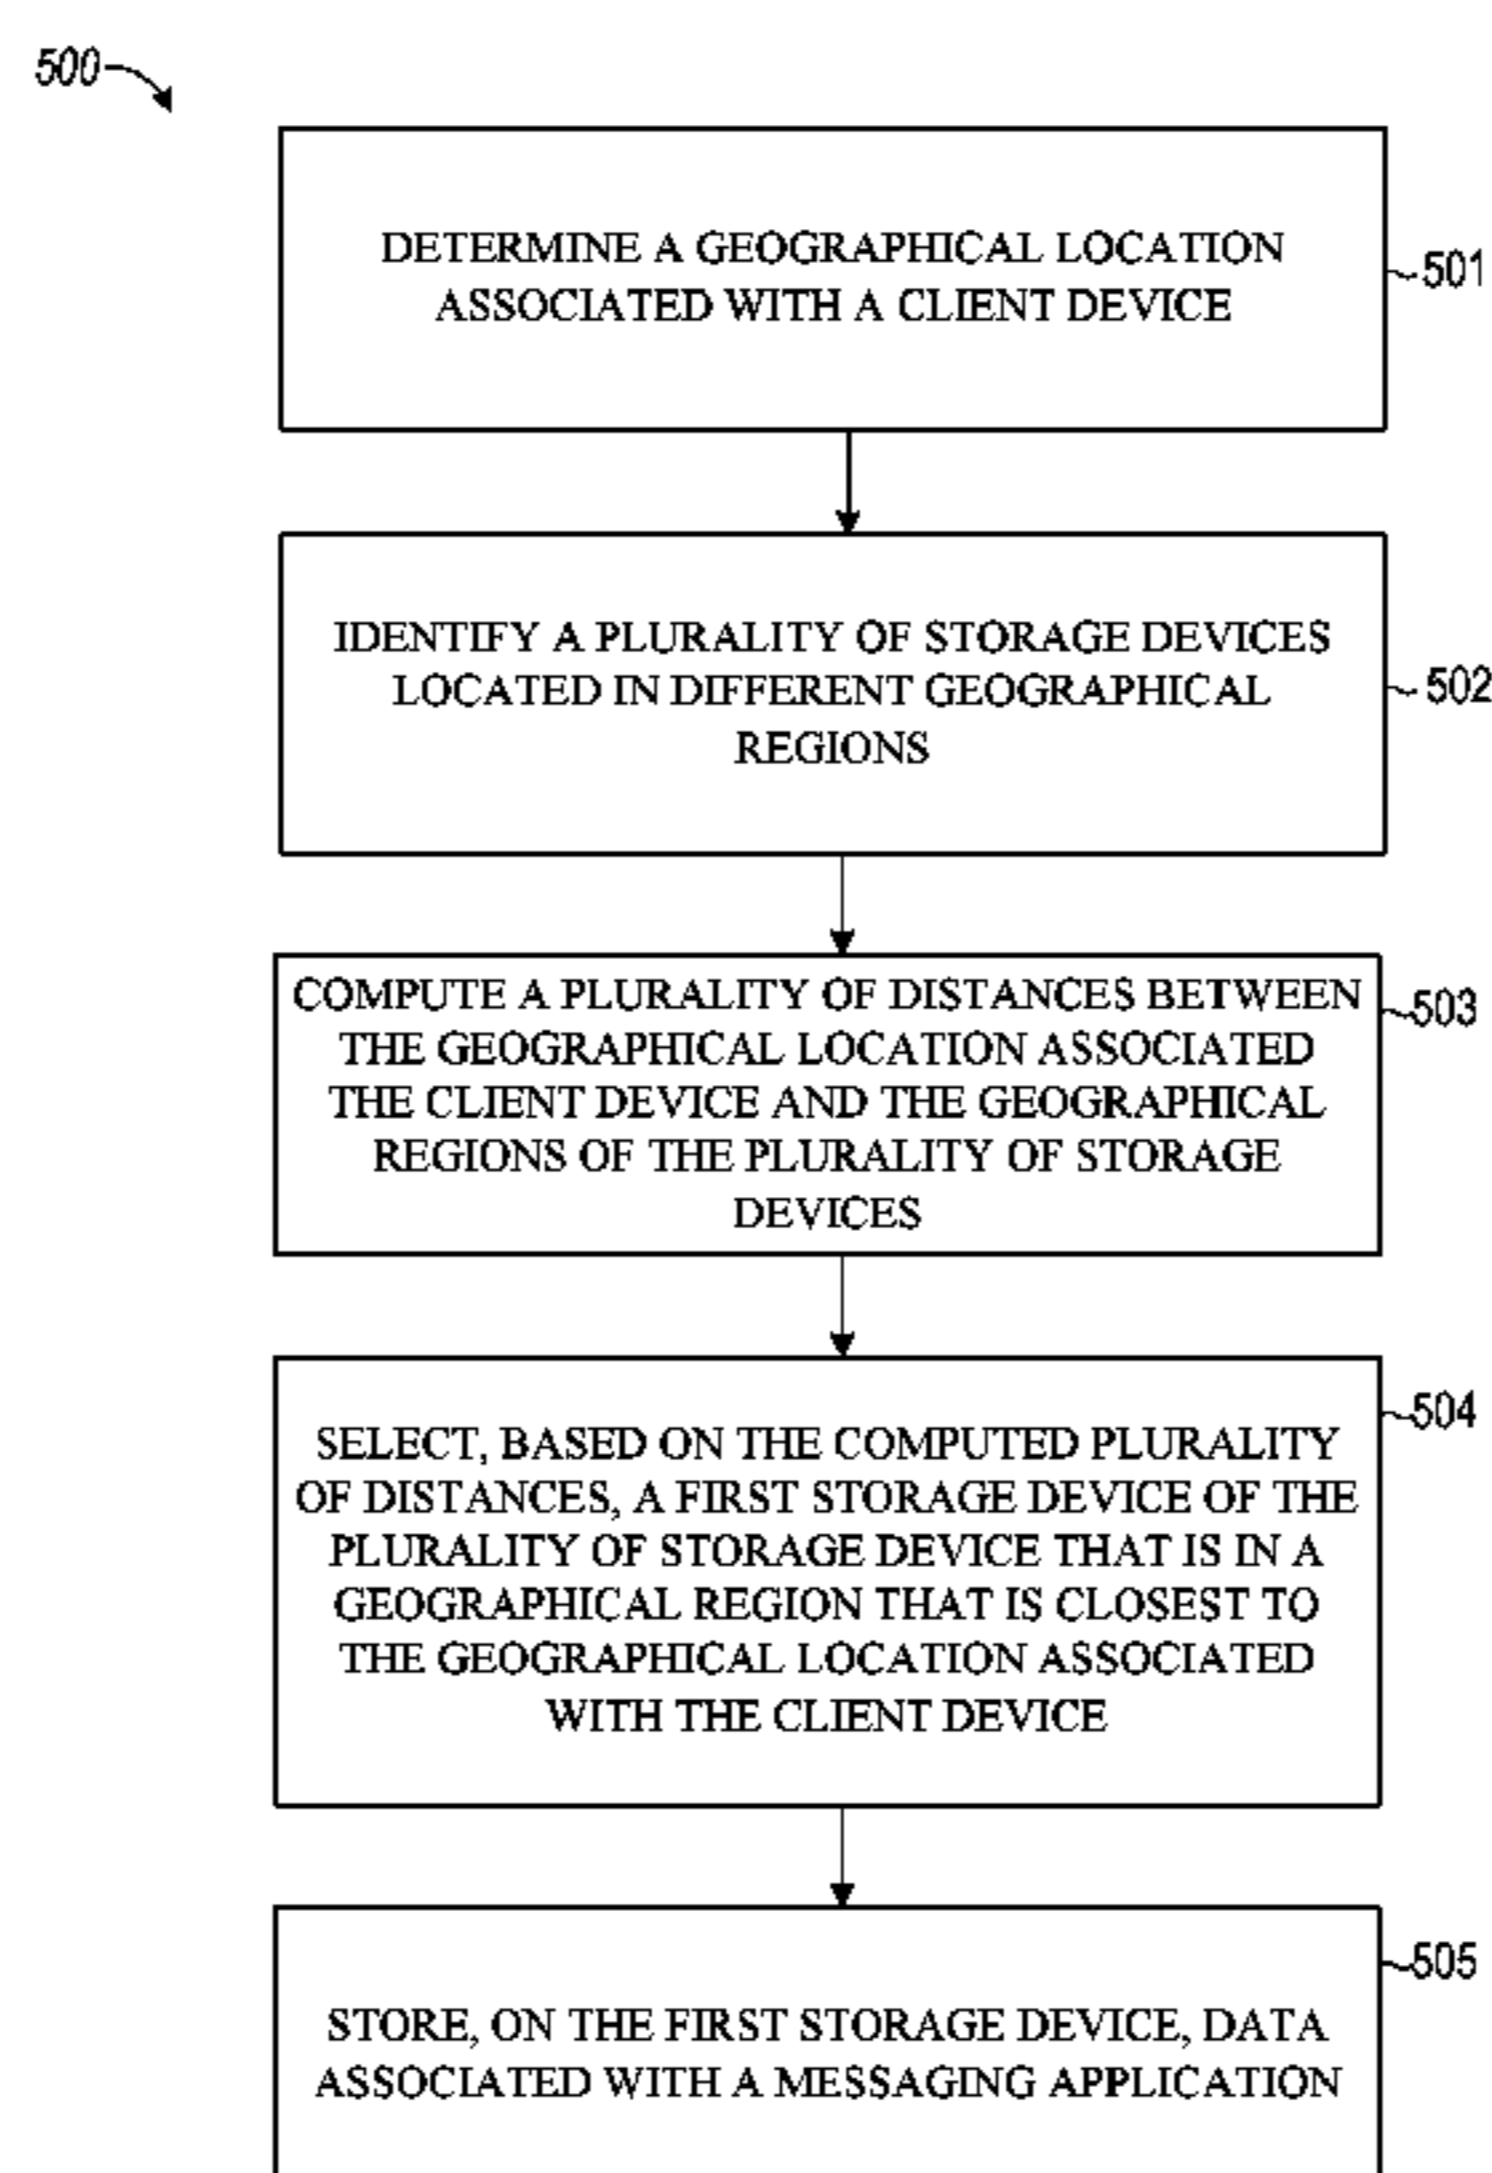 500
DETERMINE A GEOGRAPHICAL LOCATION
ASSOCIATED WITH A CLIENT DEVICE
501
IDENTIFY A PLURALITY OF STORAGE DEVICES
LOCATED IN DIFFERENT GEOGRAPHICAL
REGIONS
502
COMPUTE A PLURALITY OF DISTANCES BETWEEN
THE GEOGRAPHICAL LOCATION ASSOCIATED
THE CLIENT DEVICE AND THE GEOGRAPHICAL
REGIONS OF THE PLURALITY OF STORAGE
DEVICES
503
SELECT, BASED ON THE COMPUTED PLURALITY
OF DISTANCES, A FIRST STORAGE DEVICE OF THE
PLURALITY OF STORAGE DEVICE THAT IS IN A
GEOGRAPHICAL REGION THAT IS CLOSEST TO
THE GEOGRAPHICAL LOCATION ASSOCIATED
WITH THE CLIENT DEVICE
504
STORE, ON THE FIRST STORAGE DEVICE, DATA
ASSOCIATED WITH A MESSAGING APPLICATION
505